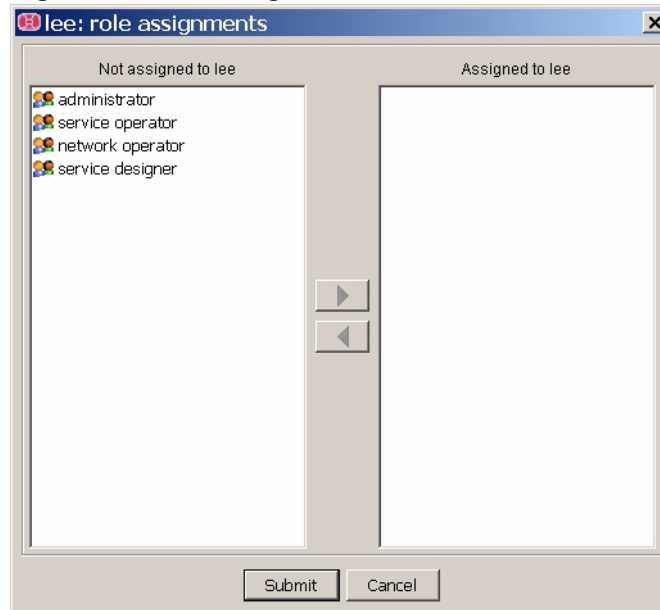 lee: role assignments
Not assigned to lee
Assigned to lee
administrator
service operator
network operator
service designer
Submit
Cancel